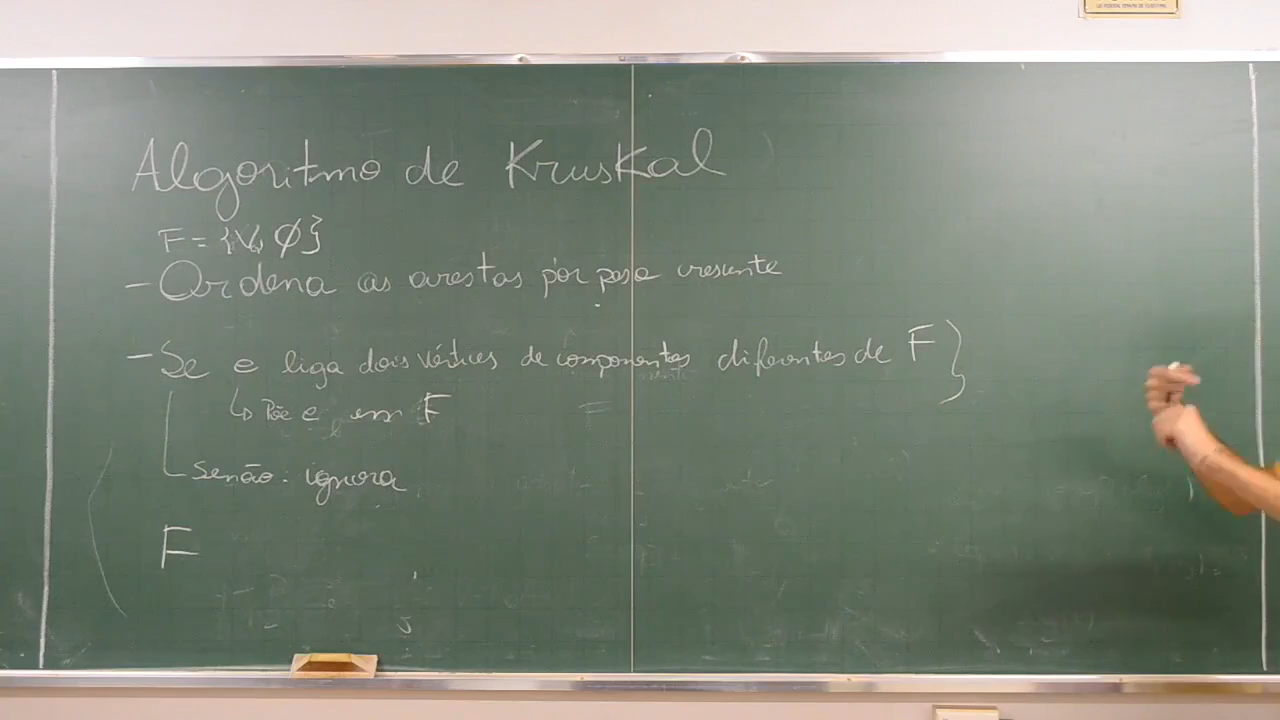 Algoritmo de Kruskal
F = {V, ∅}
- Ordena as arestas por peso crescente
- Se e liga dois vértices de componentes diferentes de F }
↳ Põe e em F
Senão: ignora
F